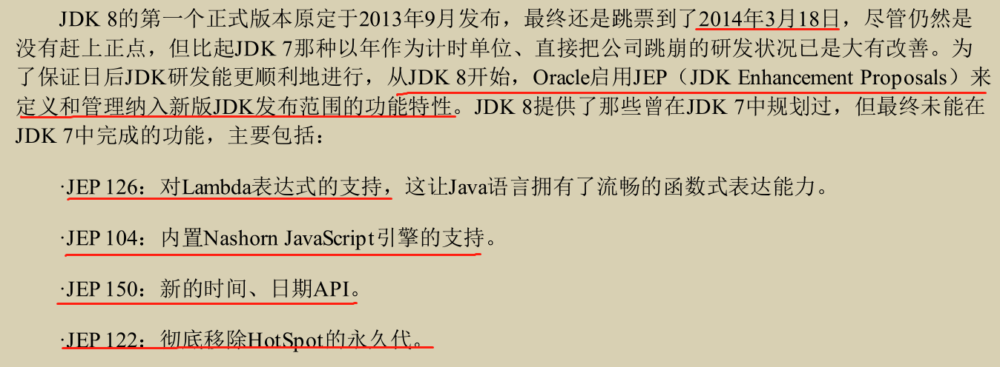 JDK 8的第一个正式版本原定于2013年9月发布，最终还是跳票到了2014年3月18日，尽管仍然是
没有赶上正点，但比起JDK 7那种以年作为计时单位、直接把公司跳崩的研发状况已是大有改善。为
了保证日后JDK研发能更顺利地进行，从JDK 8开始，Oracle启用JEP（JDK Enhancement Proposals）来
定义和管理纳入新版JDK发布范围的功能特性。JDK 8提供了那些曾在JDK 7中规划过，但最终未能在
JDK 7中完成的功能，主要包括：
·JEP 126：对Lambda表达式的支持，这让Java语言拥有了流畅的函数式表达能力。
·JEP 104：内置Nashorn JavaScript引擎的支持。
·JEP 150：新的时间、日期API。
·JEP 122：彻底移除HotSpot的永久代。